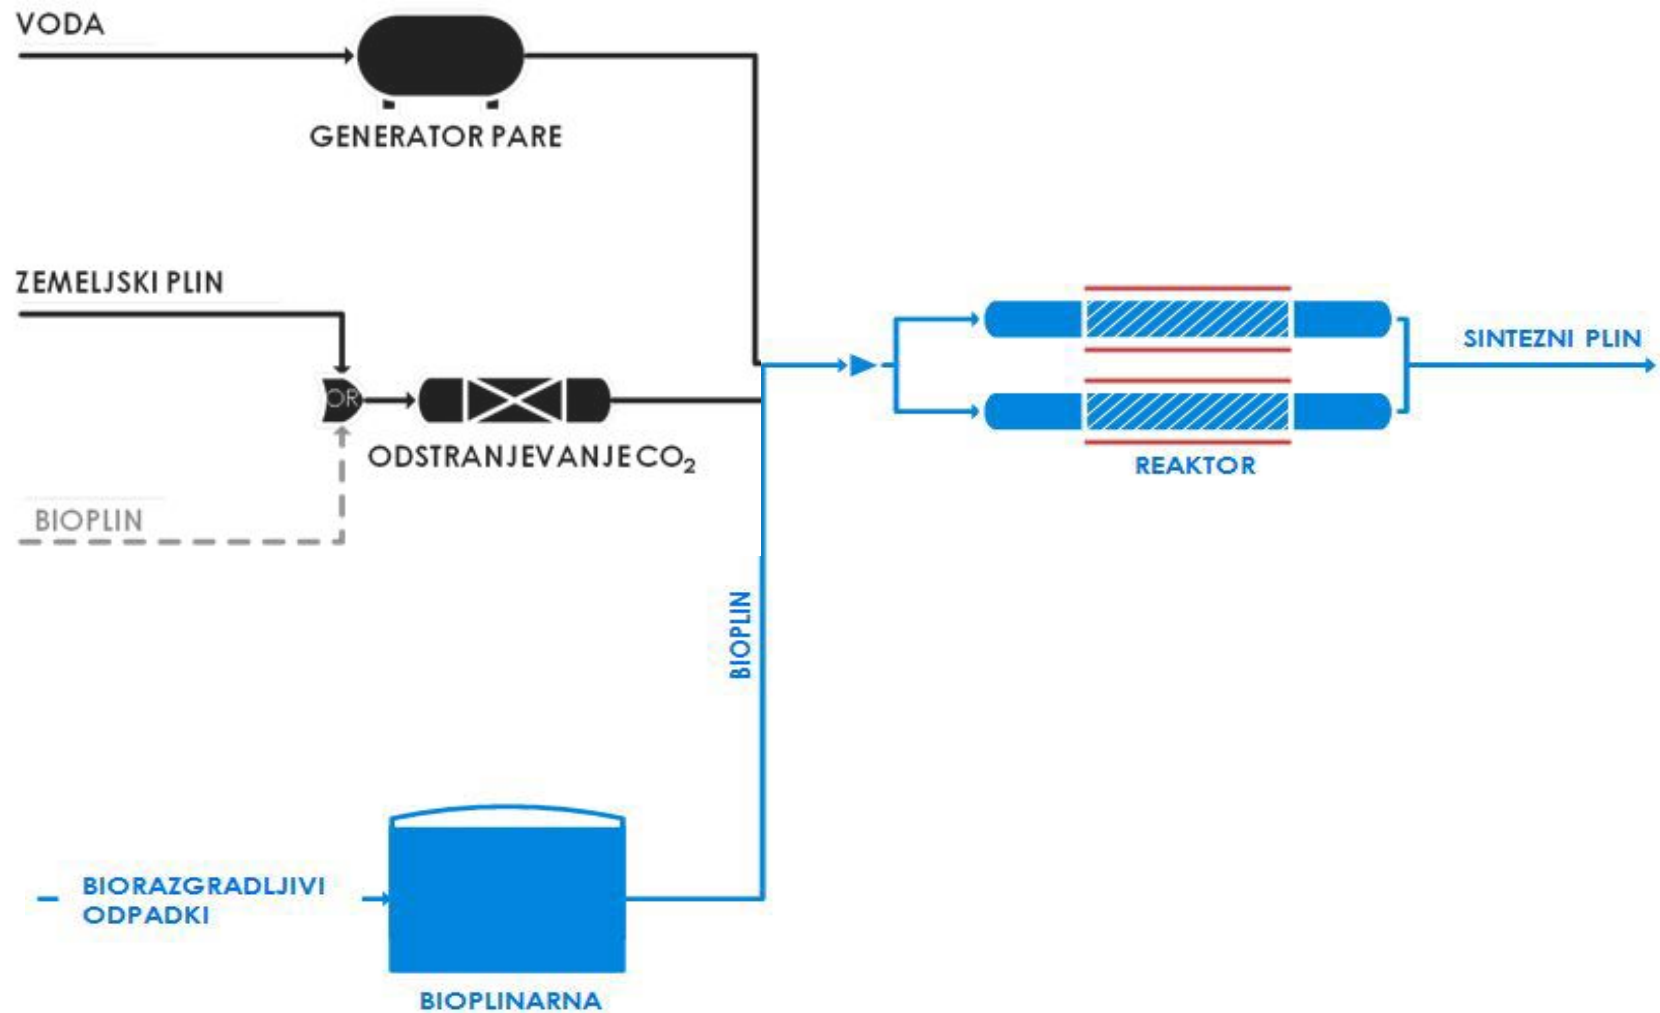 VODA
GENERATOR PARE
ZEMELJSKI PLIN
OR
ODSTRANJEVANJE CO₂
BIOPLIN
SINTEZNI PLIN
REAKTOR
BIOPLIN
BIORAZGRADLJIVI
ODPADKI
BIOPLINARNA